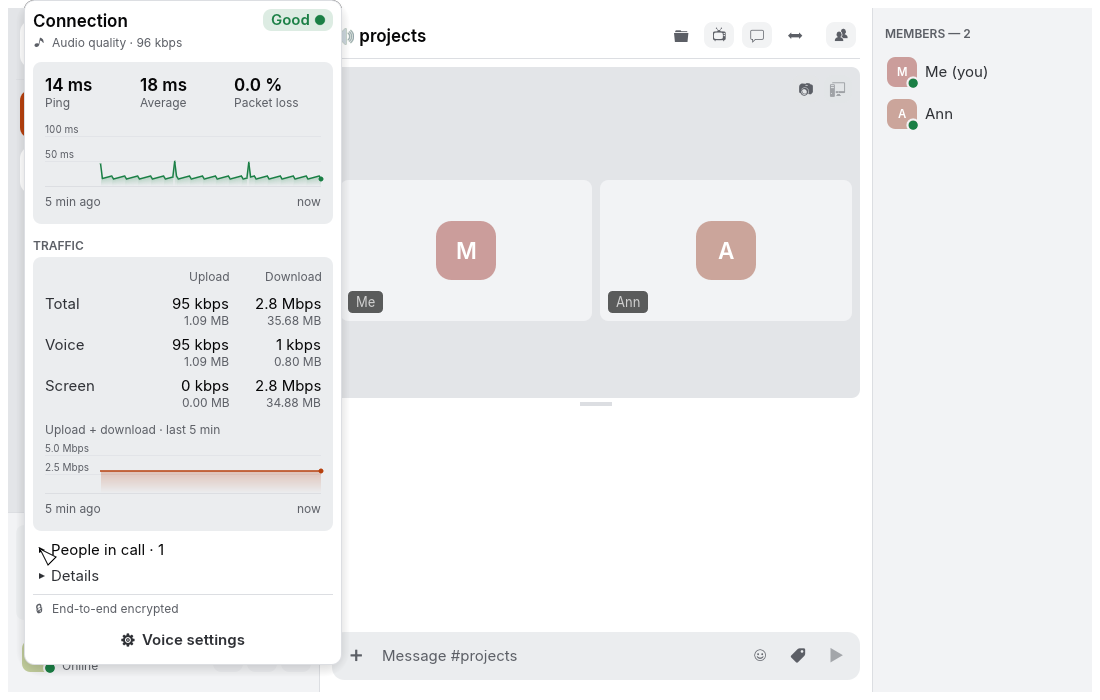 Connection
Good
Audio quality · 96 kbps
14 ms
18 ms
0.0 %
Ping
Average
Packet loss
100 ms
50 ms
5 min ago
now
TRAFFIC
Upload
Download
Total
95 kbps
2.8 Mbps
1.09 MB
35.68 MB
Voice
95 kbps
1 kbps
1.09 MB
0.80 MB
Screen
0 kbps
2.8 Mbps
0.00 MB
34.88 MB
Upload + download · last 5 min
5.0 Mbps
2.5 Mbps
5 min ago
now
People in call · 1
Details
End-to-end encrypted
Voice settings
Online
projects
M
Me
A
Ann
Message #projects
MEMBERS — 2
M
Me (you)
A
Ann